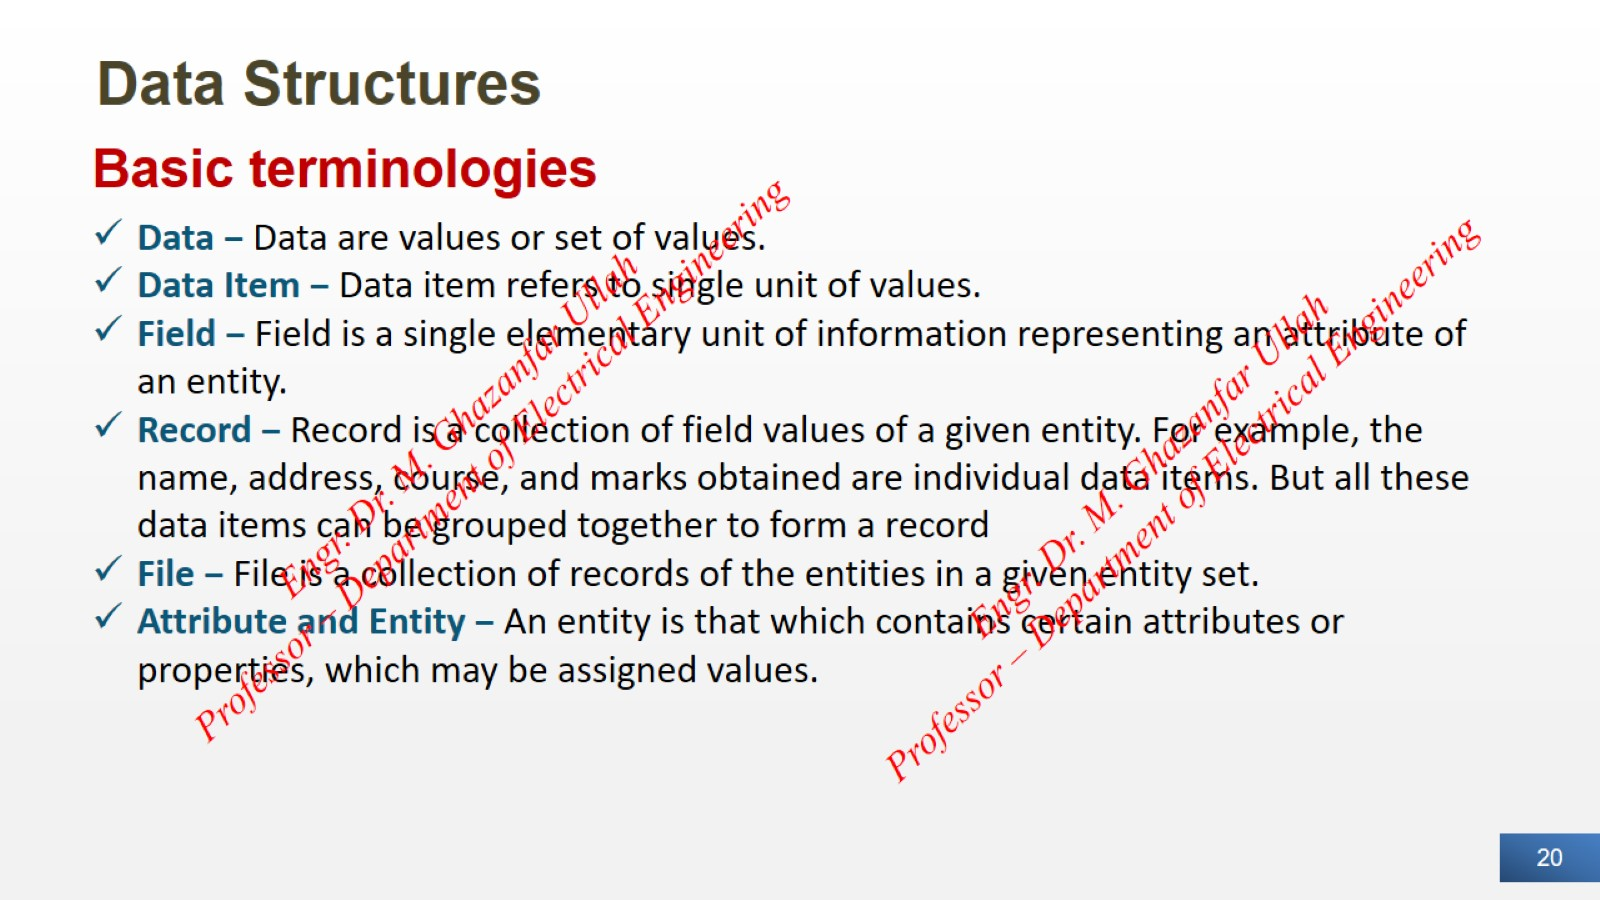 Data Structures
Basic terminologies
✓ Data – Data are values or set of values.
✓ Data Item – Data item refers to single unit of values.
✓ Field – Field is a single elementary unit of information representing an attribute of
an entity.
✓ Record – Record is a collection of field values of a given entity. For example, the
name, address, course, and marks obtained are individual data items. But all these
data items can be grouped together to form a record
✓ File – File is a collection of records of the entities in a given entity set.
✓ Attribute and Entity – An entity is that which contains certain attributes or
properties, which may be assigned values.
Engr. Dr. M. Ghazanfar Ullah
Professor – Department of Electrical Engineering
Engr. Dr. M. Ghazanfar Ullah
Professor – Department of Electrical Engineering
20